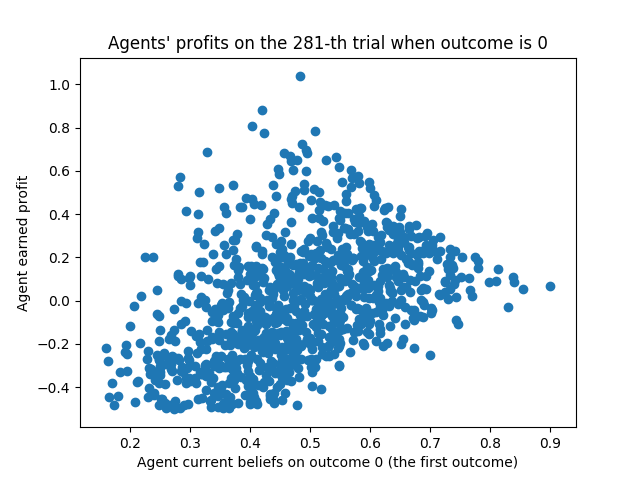 Agents' profits on the 281-th trial when outcome is 0
Agent earned profit
1.0
0.8
0.6
0.4
0.2
0.0
−0.2
−0.4
0.2 0.3 0.4 0.5 0.6 0.7 0.8 0.9
Agent current beliefs on outcome 0 (the first outcome)